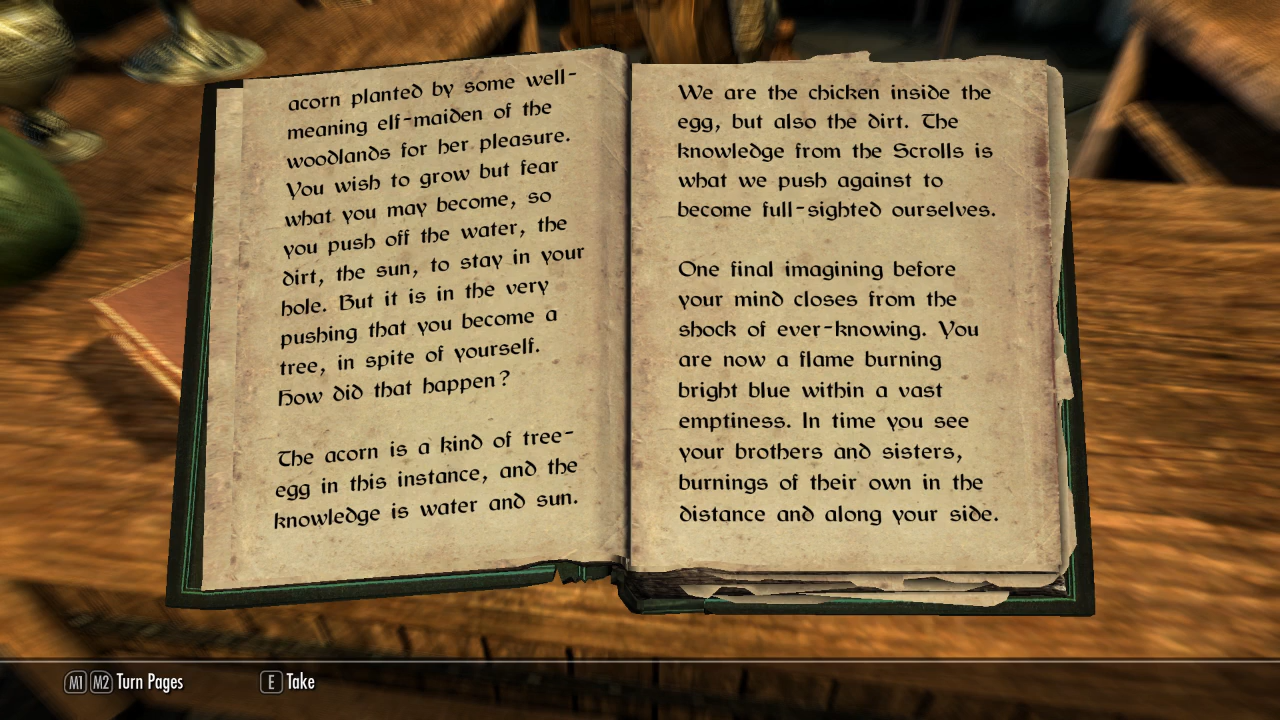 acorn planted by some well-
meaning elf-maiden of the
woodlands for her pleasure.
You wish to grow but fear
what you may become, so
you push off the water, the
dirt, the sun, to stay in your
hole. But it is in the very
pushing that you become a
tree, in spite of yourself.
How did that happen?
The acorn is a kind of tree-
egg in this instance, and the
knowledge is water and sun.
We are the chicken inside the
egg, but also the dirt. The
knowledge from the Scrolls is
what we push against to
become full-sighted ourselves.
One final imagining before
your mind closes from the
shock of ever-knowing. You
are now a flame burning
bright blue within a vast
emptiness. In time you see
your brothers and sisters,
burnings of their own in the
distance and along your side.
M1 M2 Turn Pages
E Take